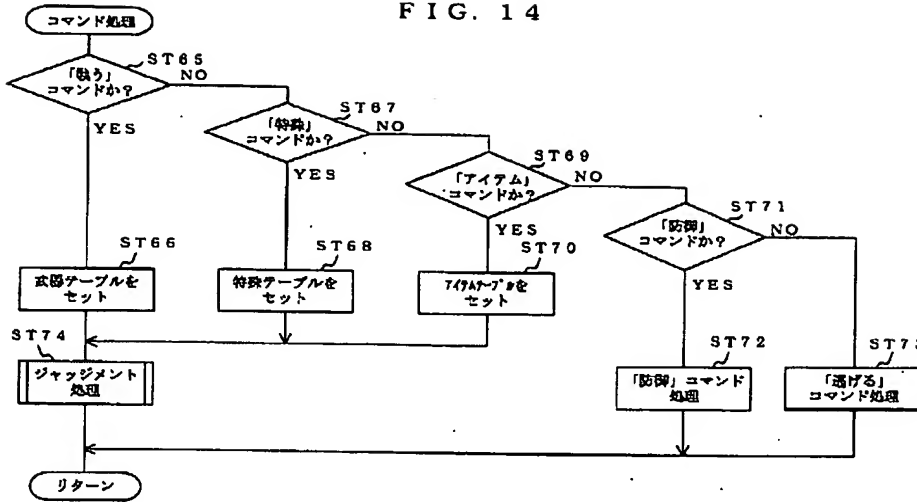 FIG. 14
コマンド処理
ST65
「戦う」
コマンドか?
NO
YES
ST67
「特殊」
コマンドか?
NO
YES
ST69
「アイテム」
コマンドか?
NO
YES
ST71
「防御」
コマンドか?
NO
YES
ST66
武器テーブルを
セット
ST68
特殊テーブルを
セット
ST70
アイテムテーブルを
セット
ST74
ジャッジメント
処理
ST72
「防御」コマンド
処理
ST73
「逃げる」
コマンド処理
リターン